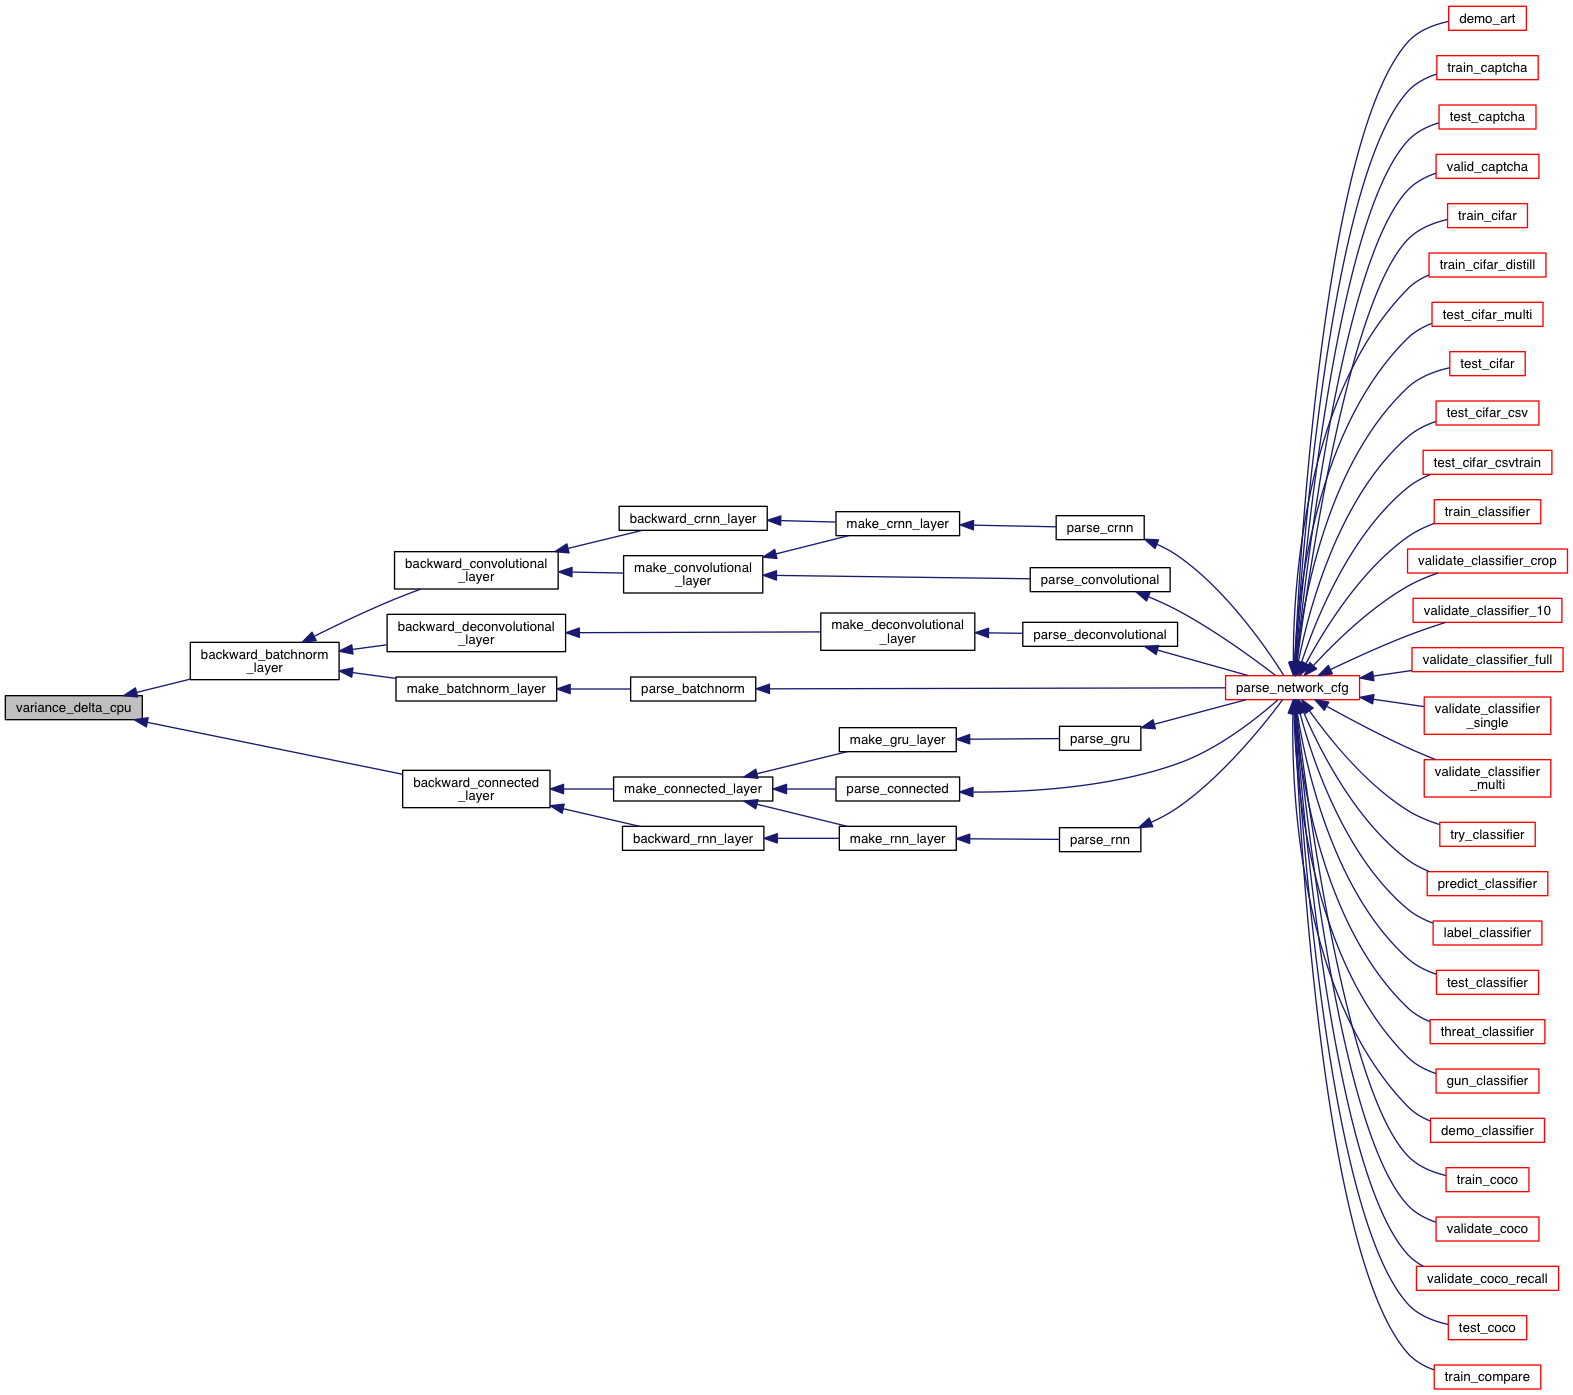 variance_delta_cpu
backward_batchnorm
_layer
backward_connected
_layer
backward_convolutional
_layer
backward_deconvolutional
_layer
make_batchnorm_layer
backward_crnn_layer
make_convolutional
_layer
parse_batchnorm
make_connected_layer
backward_rnn_layer
make_crnn_layer
make_deconvolutional
_layer
make_gru_layer
parse_connected
make_rnn_layer
parse_crnn
parse_convolutional
parse_deconvolutional
parse_gru
parse_rnn
parse_network_cfg
demo_art
train_captcha
test_captcha
valid_captcha
train_cifar
train_cifar_distill
test_cifar_multi
test_cifar
test_cifar_csv
test_cifar_csvtrain
train_classifier
validate_classifier_crop
validate_classifier_10
validate_classifier_full
validate_classifier
_single
validate_classifier
_multi
try_classifier
predict_classifier
label_classifier
test_classifier
threat_classifier
gun_classifier
demo_classifier
train_coco
validate_coco
validate_coco_recall
test_coco
train_compare